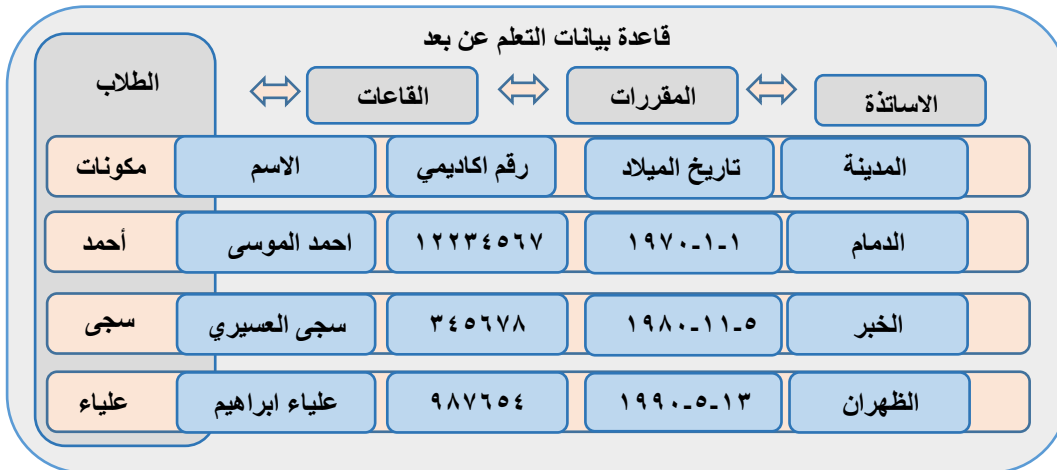 قاعدة بيانات التعلم عن بعد
الطلاب
القاعات
المقررات
الاساتذة
مكونات الاسم رقم اكاديمي تاريخ الميلاد المدينة
أحمد احمد الموسى ١٢٢٣٤٥٦٧ ١-١-١٩٧٠ الدمام
سجى سجى العسيري ٣٤٥٦٧٨ ٥-١١-١٩٨٠ الخبر
علياء علياء ابراهيم ٩٨٧٦٥٤ ١٣-٥-١٩٩٠ الظهران